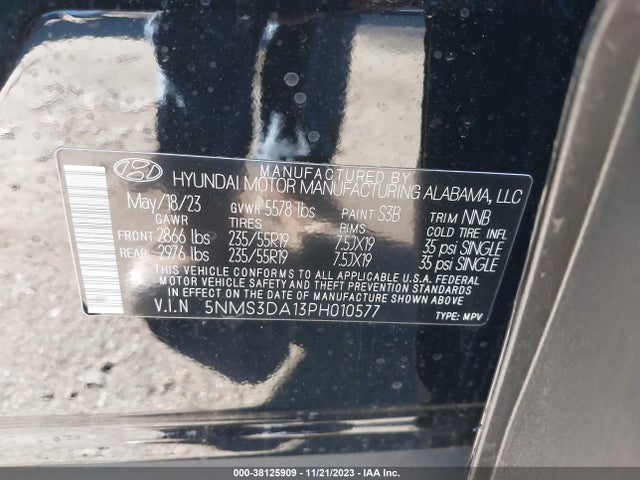 MANUFACTURED BY
HYUNDAI MOTOR MANUFACTURING ALABAMA, LLC
May/18/23 GVWR 5578 lbs PAINT S3B TRIM NNB
GAWR TIRES RIMS COLD TIRE INFL
FRONT 2866 lbs 235/55R19 7.5JX19 35 psi SINGLE
REAR 2976 lbs 235/55R19 7.5JX19 35 psi SINGLE
THIS VEHICLE CONFORMS TO ALL APPLICABLE U.S.A. FEDERAL
MOTOR VEHICLE SAFETY AND THEFT PREVENTION STANDARDS
IN EFFECT ON THE DATE OF MANUFACTURE SHOWN ABOVE.
V.I.N 5NMS3DA13PH010577 TYPE: MPV
000-38125909 - 11/21/2023 - IAA Inc.